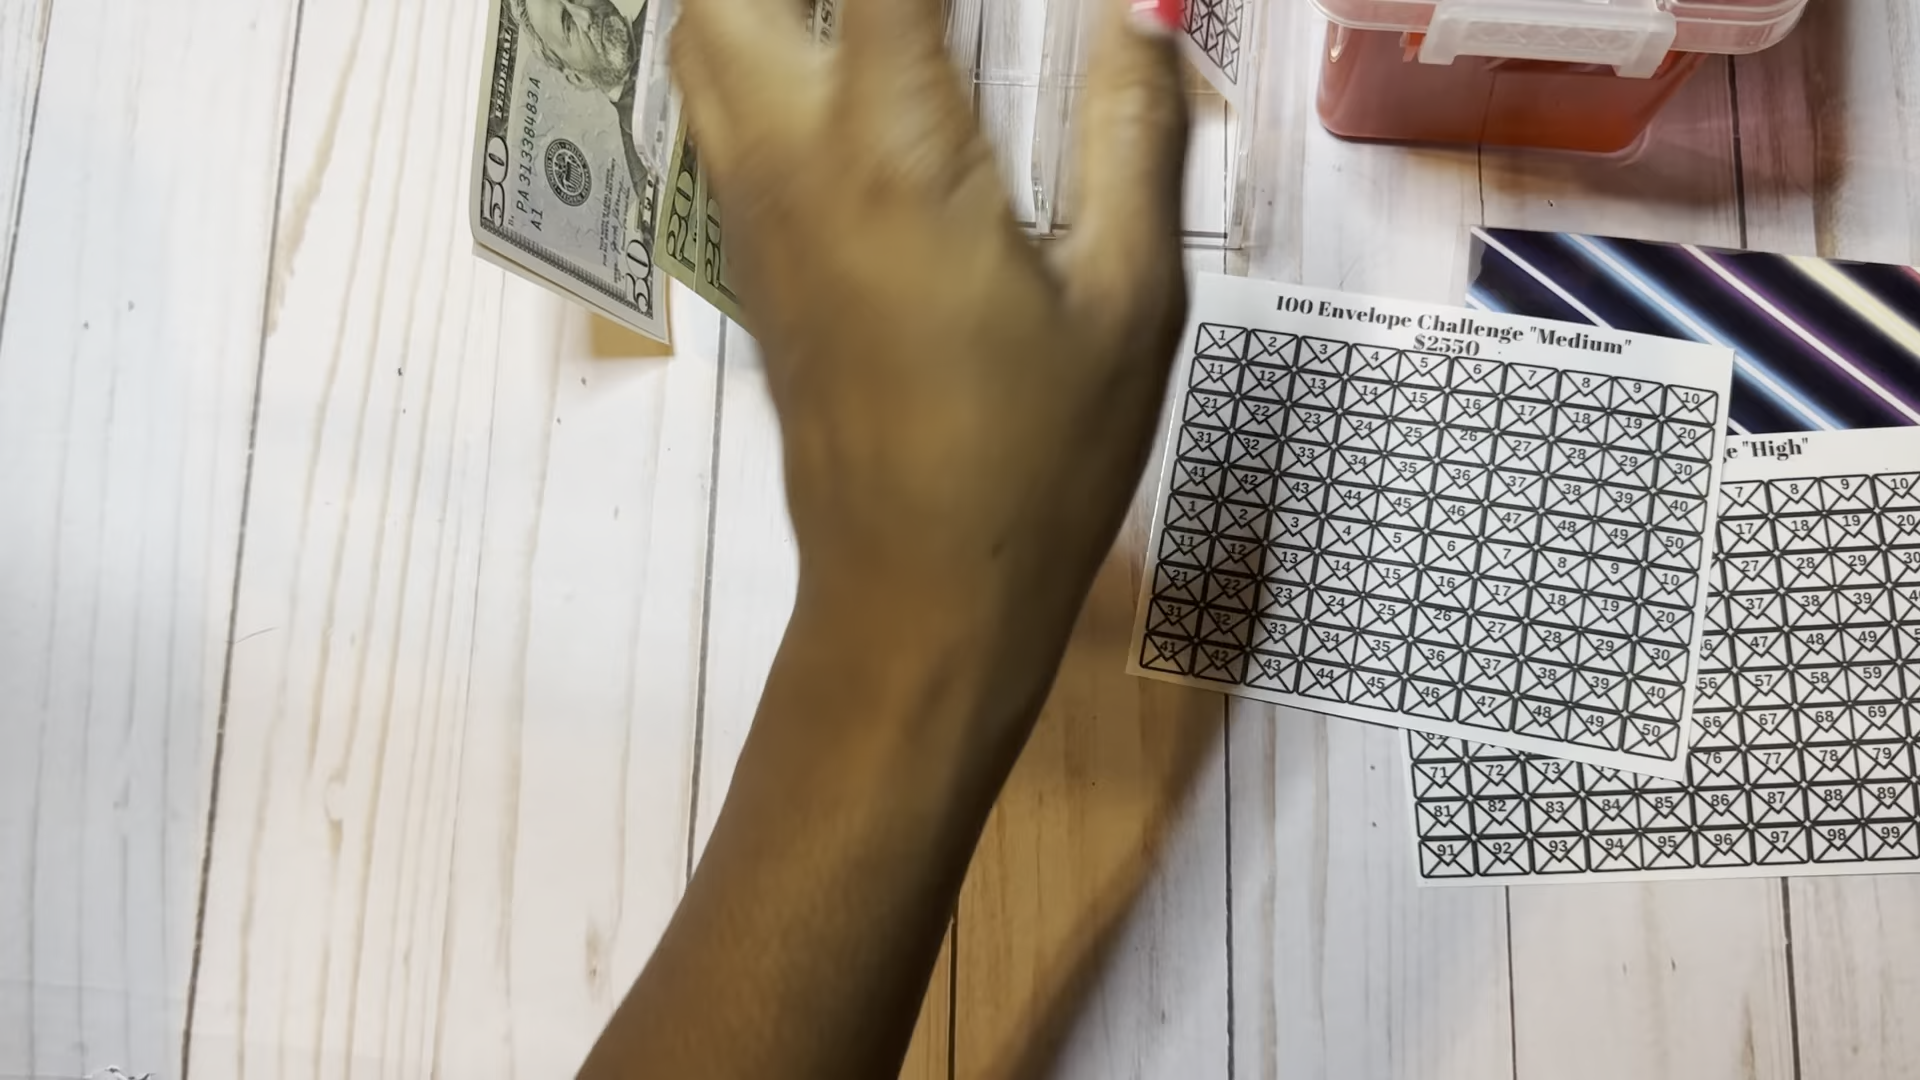 FEDERAL
50
PA 31338483 A
A1
50
20
20
100 Envelope Challenge "Medium"
$2550
1 2 3 4 5 6 7 8 9 10
11 12 13 14 15 16 17 18 19 20
21 22 23 24 25 26 27 28 29 30
31 32 33 34 35 36 37 38 39 40
41 42 43 44 45 46 47 48 49 50
1 2 3 4 5 6 7 8 9 10
11 12 13 14 15 16 17 18 19 20
21 22 23 24 25 26 27 28 29 30
31 32 33 34 35 36 37 38 39 40
41 42 43 44 45 46 47 48 49 50
"High"
7 8 9 10
17 18 19 20
27 28 29 30
37 38 39
47 48 49
56 57 58 59
66 67 68 69
71 72 73 76 77 78 79
81 82 83 84 85 86 87 88 89
91 92 93 94 95 96 97 98 99